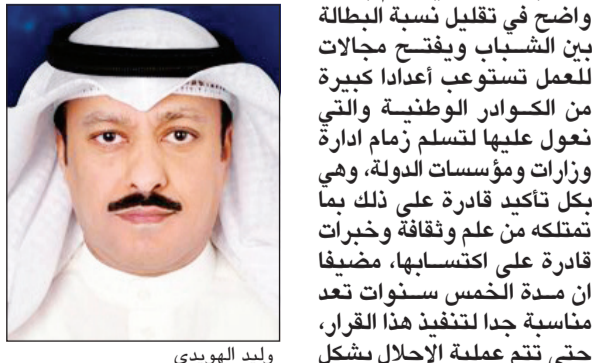 واضح في تقليل نسبة البطالة
بين الشباب ويفتح مجالات
للعمل تستوعب أعدادا كبيرة
من الكوادر الوطنية والتي
نعول عليها لتسلم زمام ادارة
وزارات ومؤسسات الدولة، وهي
بكل تأكيد قادرة على ذلك بما
تمتلكه من علم وثقافة وخبرات
قادرة على اكتسابها، مضيفا
ان مدة الخمس سنوات تعد
مناسبة جدا لتنفيذ هذا القرار،
حتى تتم عملية الإحلال بشكل
وليد الهويدي